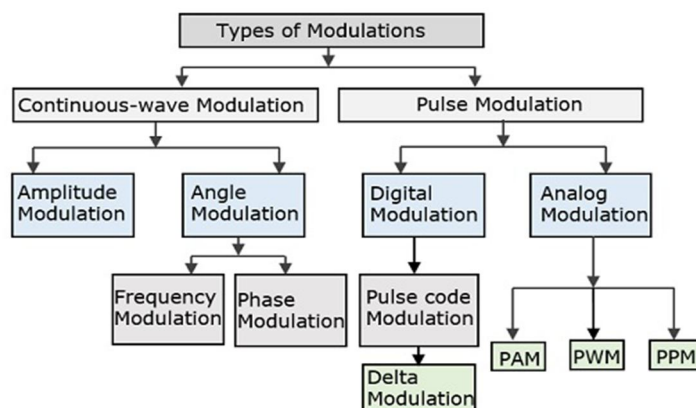 Types of Modulations
Continuous-wave Modulation
Pulse Modulation
Amplitude
Modulation
Angle
Modulation
Digital
Modulation
Analog
Modulation
Frequency
Modulation
Phase
Modulation
Pulse code
Modulation
PAM
PWM
PPM
Delta
Modulation